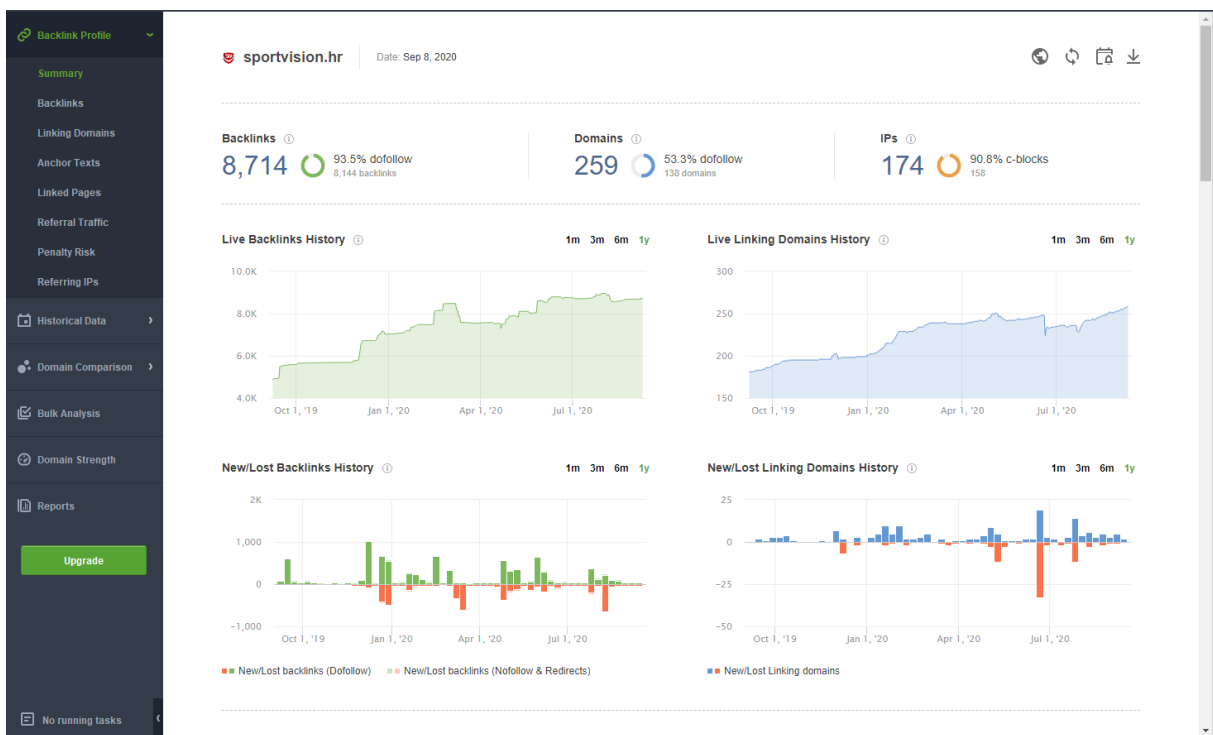 Backlink Profile
Summary
Backlinks
Linking Domains
Anchor Texts
Linked Pages
Referral Traffic
Penalty Risk
Referring IPs
Historical Data
Domain Comparison
Bulk Analysis
Domain Strength
Reports
Upgrade
No running tasks
sportvision.hr Date: Sep 8, 2020
Backlinks
8,714 93.5% dofollow
8,144 backlinks
Domains
259 53.3% dofollow
138 domains
IPs
174 90.8% c-blocks
158
Live Backlinks History 1m 3m 6m 1y
10.0K
8.0K
6.0K
4.0K
Oct 1, '19 Jan 1, '20 Apr 1, '20 Jul 1, '20
Live Linking Domains History 1m 3m 6m 1y
300
250
200
150
Oct 1, '19 Jan 1, '20 Apr 1, '20 Jul 1, '20
New/Lost Backlinks History 1m 3m 6m 1y
2K
1,000
0
−1,000
Oct 1, '19 Jan 1, '20 Apr 1, '20 Jul 1, '20
New/Lost backlinks (Dofollow) New/Lost backlinks (Nofollow & Redirects)
New/Lost Linking Domains History 1m 3m 6m 1y
25
0
−25
−50
Oct 1, '19 Jan 1, '20 Apr 1, '20 Jul 1, '20
New/Lost Linking domains